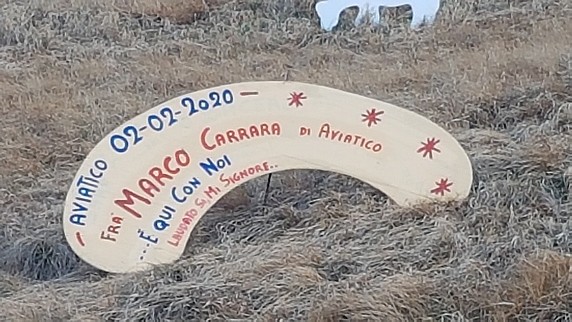 - AVIATICO 02-02-2020 -
FRA' MARCO CARRARA DI AVIATICO
...È QUI CON NOI
LAUDATO SI, MI SIGNORE..